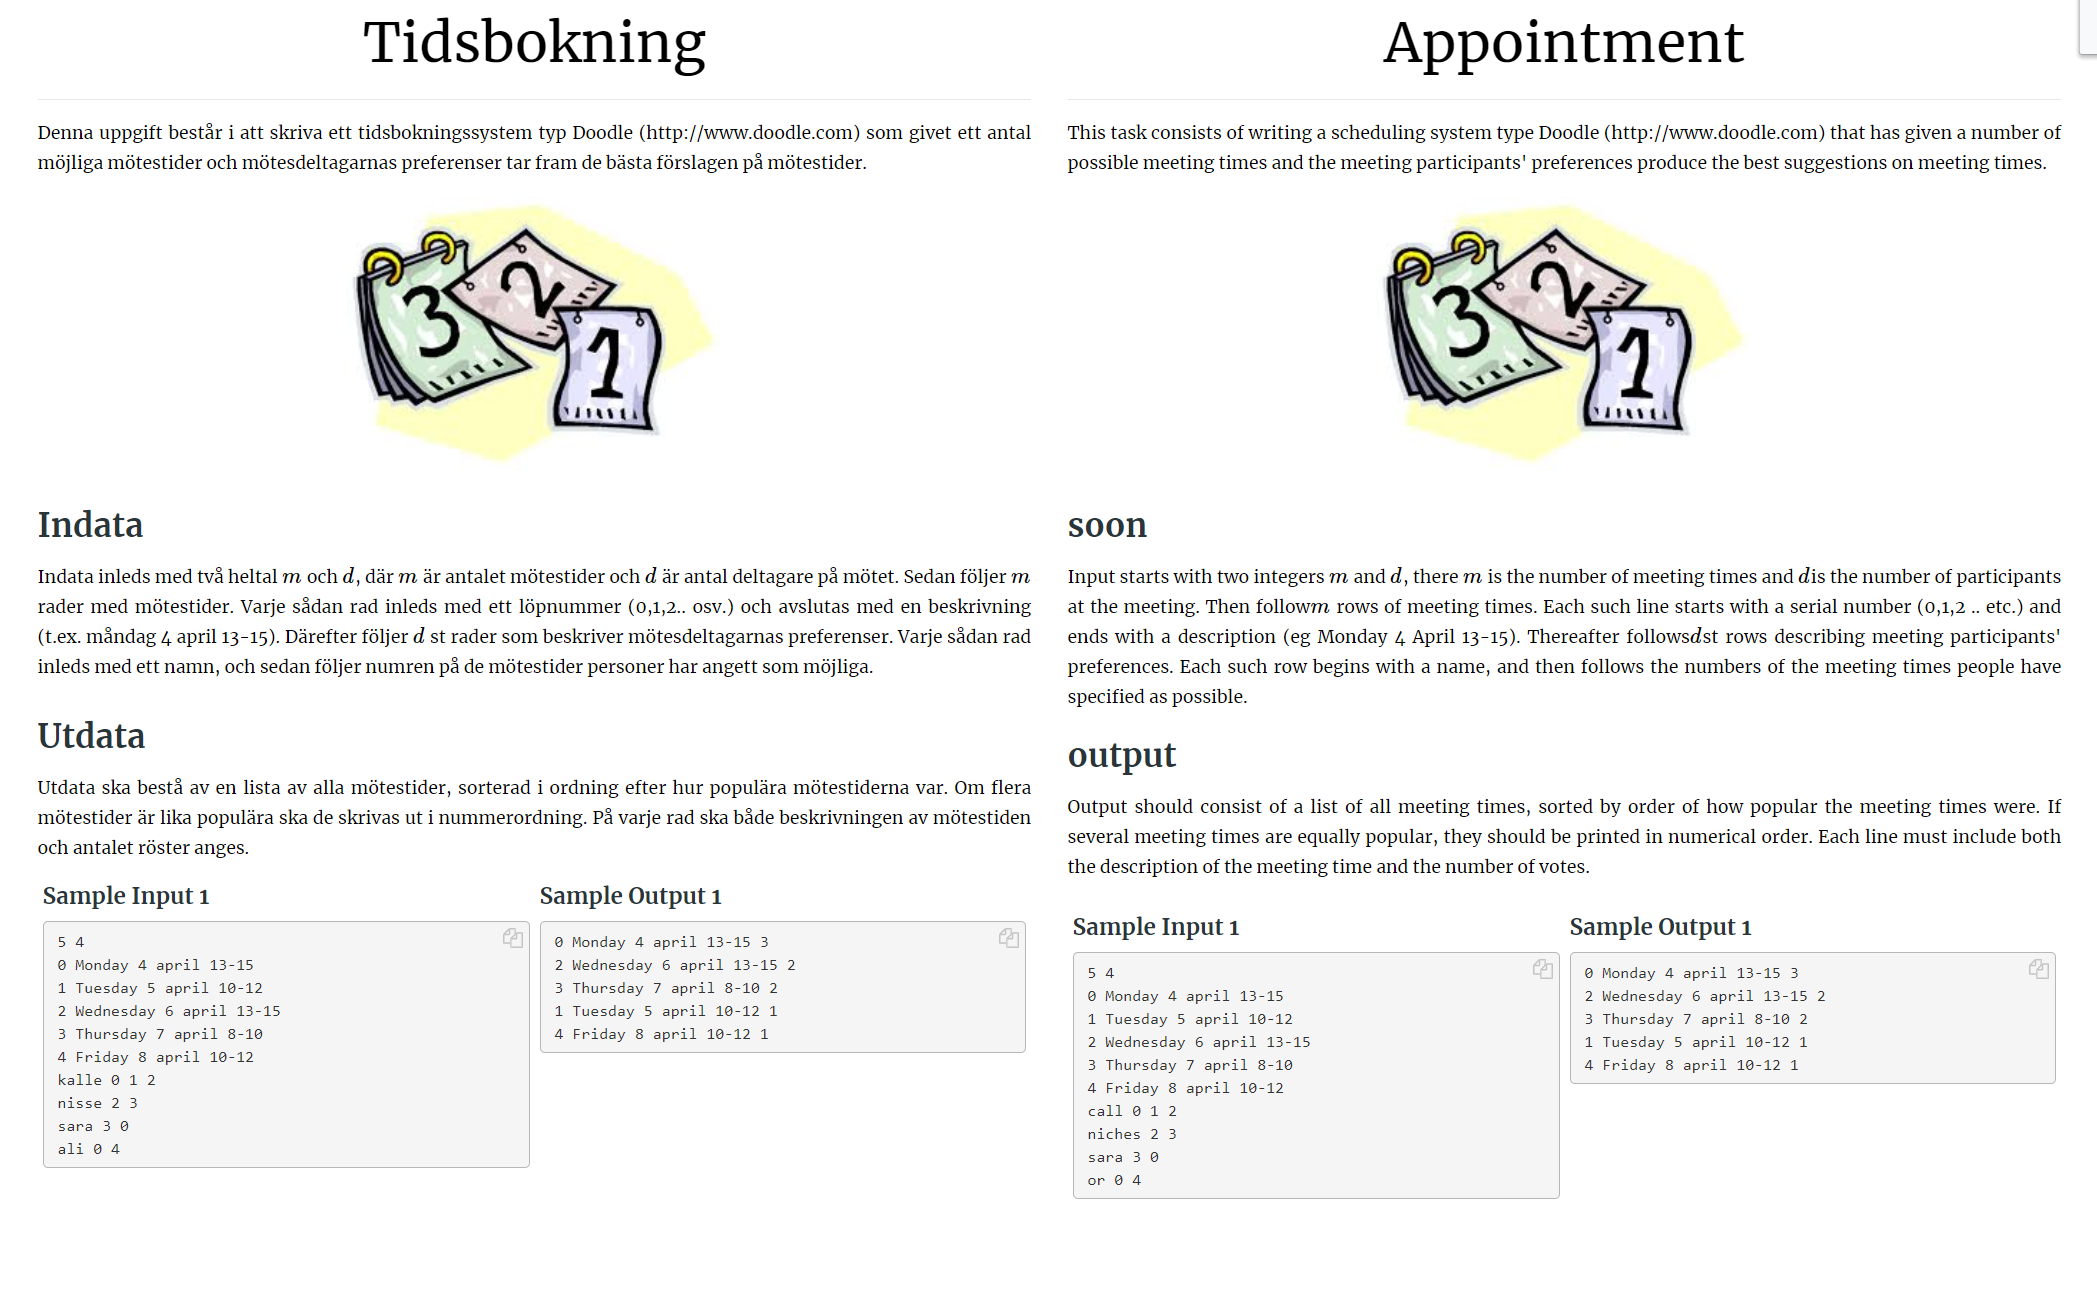 Tidsbokning
Denna uppgift består i att skriva ett tidsbokningssystem typ Doodle (http://www.doodle.com) som givet ett antal
möjliga mötestider och mötesdeltagarnas preferenser tar fram de bästa förslagen på mötestider.
3
2
1
Indata
Indata inleds med två heltal m och d, där m är antalet mötestider och d är antal deltagare på mötet. Sedan följer m
rader med mötestider. Varje sådan rad inleds med ett löpnummer (0,1,2.. osv.) och avslutas med en beskrivning
(t.ex. måndag 4 april 13-15). Därefter följer d st rader som beskriver mötesdeltagarnas preferenser. Varje sådan rad
inleds med ett namn, och sedan följer numren på de mötestider personer har angett som möjliga.
Utdata
Utdata ska bestå av en lista av alla mötestider, sorterad i ordning efter hur populära mötestiderna var. Om flera
mötestider är lika populära ska de skrivas ut i nummerordning. På varje rad ska både beskrivningen av mötestiden
och antalet röster anges.
Sample Input 1
5 4
0 Monday 4 april 13-15
1 Tuesday 5 april 10-12
2 Wednesday 6 april 13-15
3 Thursday 7 april 8-10
4 Friday 8 april 10-12
kalle 0 1 2
nisse 2 3
sara 3 0
ali 0 4
Sample Output 1
0 Monday 4 april 13-15 3
2 Wednesday 6 april 13-15 2
3 Thursday 7 april 8-10 2
1 Tuesday 5 april 10-12 1
4 Friday 8 april 10-12 1
Appointment
This task consists of writing a scheduling system type Doodle (http://www.doodle.com) that has given a number of
possible meeting times and the meeting participants' preferences produce the best suggestions on meeting times.
3
2
1
soon
Input starts with two integers m and d, there m is the number of meeting times and dis the number of participants
at the meeting. Then followm rows of meeting times. Each such line starts with a serial number (0,1,2 .. etc.) and
ends with a description (eg Monday 4 April 13-15). Thereafter followsdst rows describing meeting participants'
preferences. Each such row begins with a name, and then follows the numbers of the meeting times people have
specified as possible.
output
Output should consist of a list of all meeting times, sorted by order of how popular the meeting times were. If
several meeting times are equally popular, they should be printed in numerical order. Each line must include both
the description of the meeting time and the number of votes.
Sample Input 1
5 4
0 Monday 4 april 13-15
1 Tuesday 5 april 10-12
2 Wednesday 6 april 13-15
3 Thursday 7 april 8-10
4 Friday 8 april 10-12
call 0 1 2
niches 2 3
sara 3 0
or 0 4
Sample Output 1
0 Monday 4 april 13-15 3
2 Wednesday 6 april 13-15 2
3 Thursday 7 april 8-10 2
1 Tuesday 5 april 10-12 1
4 Friday 8 april 10-12 1